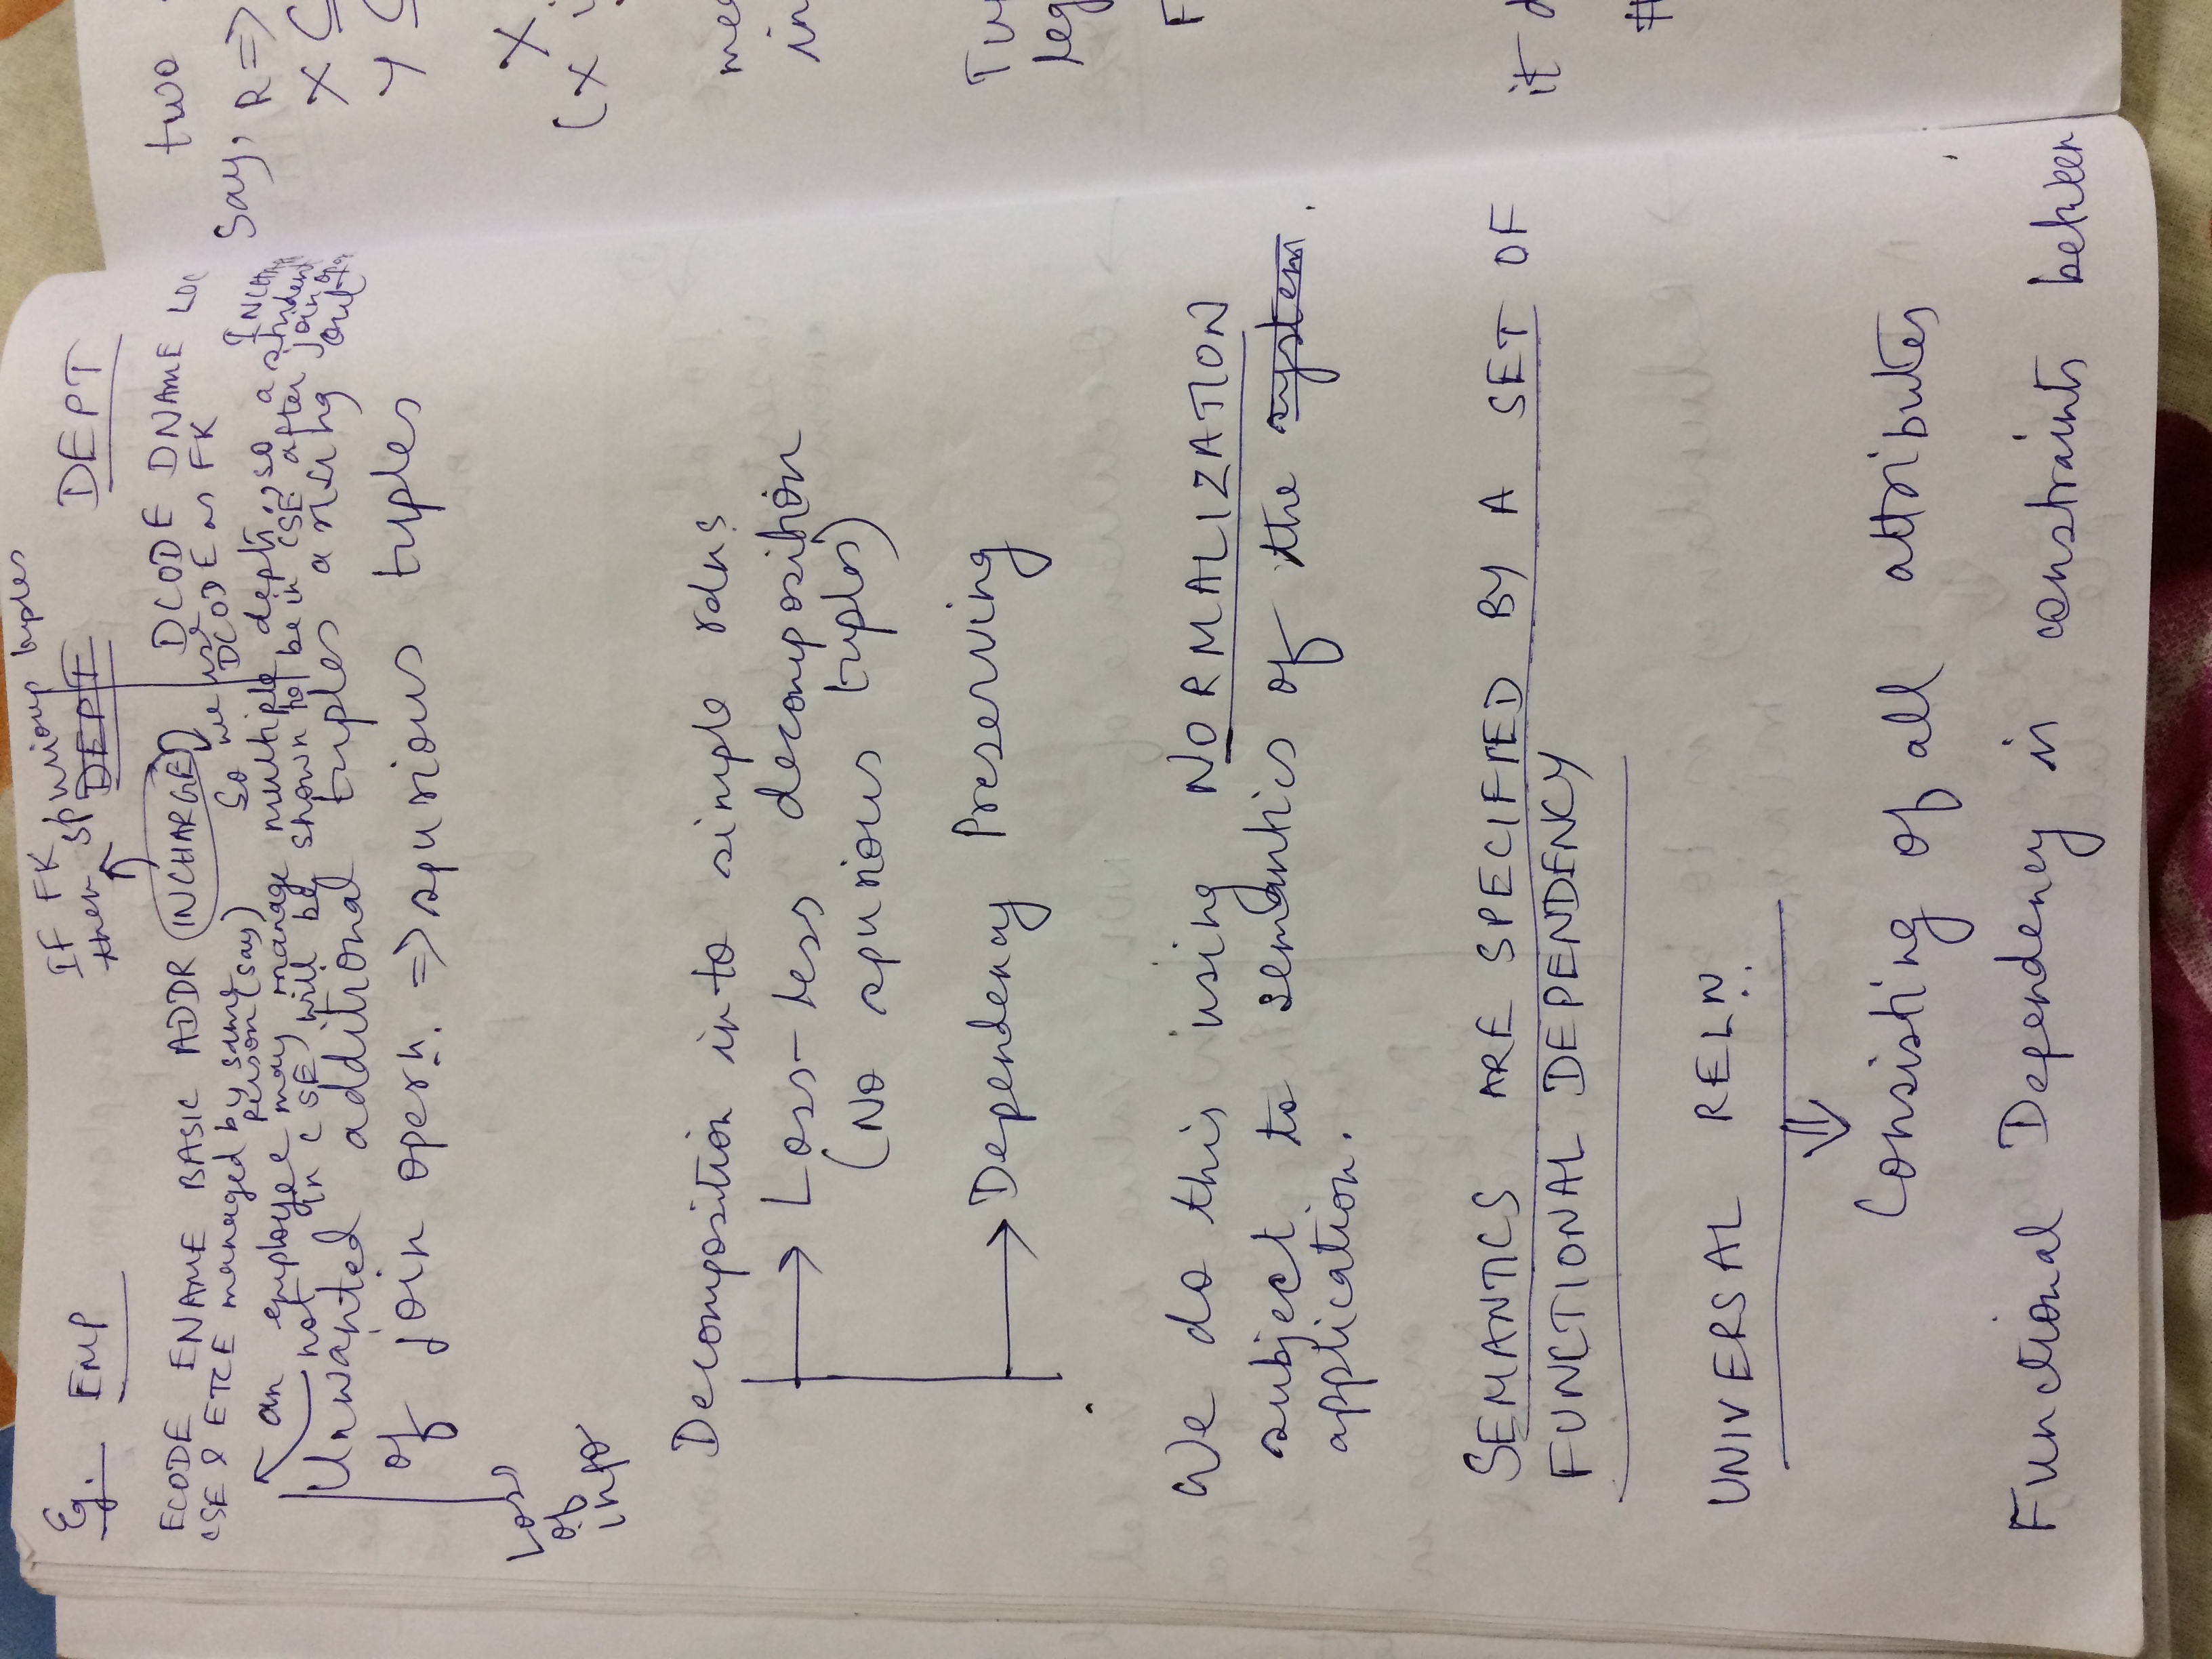 Eg. EMP
IF FK
then spurious tuples
DEPT
DEPT
ECODE ENAME BASIC ADDR INCHARGE
DCODE DNAME LOC
INCH
CSE & ETCE managed by same
person (say)
So we use
DCODE as FK
an employee may manage multiple depts, so a student
not in CSE will be shown to be in CSE after join op
Unwanted additional tuples arising out
of join opern. => spurious tuples
Loss
of
info
Decomposition into simple relns
→ Loss-less decomposition
(No spurious tuples)
→ Dependency Preserving
We do this using NORMALIZATION
subject to semantics of the system.
application.
SEMANTICS ARE SPECIFIED BY A SET OF
FUNCTIONAL DEPENDENCY
UNIVERSAL RELN
⇓
Consisting of all attributes
Functional Dependency is constraints between
two
Say, R =>
X ⊆
Y ⊆
X
(X
in
it
#